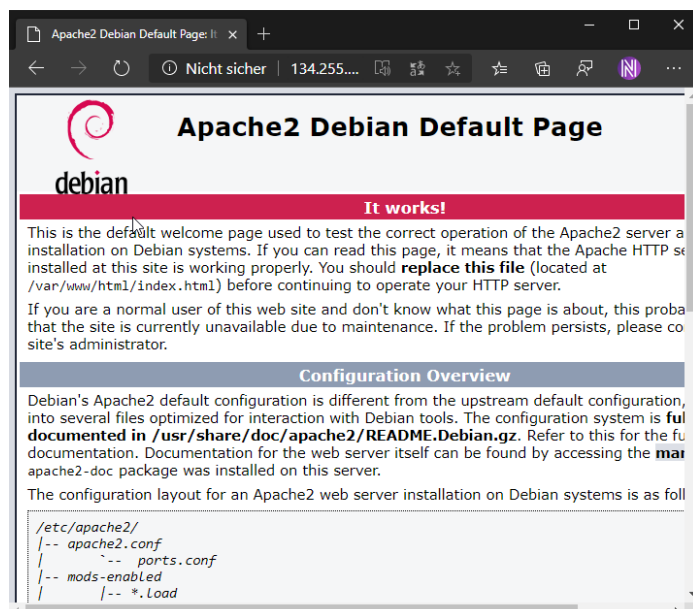 Apache2 Debian Default Page: It
Nicht sicher | 134.255....
N
debian
Apache2 Debian Default Page
It works!
This is the default welcome page used to test the correct operation of the Apache2 server a
installation on Debian systems. If you can read this page, it means that the Apache HTTP se
installed at this site is working properly. You should replace this file (located at
/var/www/html/index.html) before continuing to operate your HTTP server.
If you are a normal user of this web site and don't know what this page is about, this proba
that the site is currently unavailable due to maintenance. If the problem persists, please co
site's administrator.
Configuration Overview
Debian's Apache2 default configuration is different from the upstream default configuration,
into several files optimized for interaction with Debian tools. The configuration system is ful
documented in /usr/share/doc/apache2/README.Debian.gz. Refer to this for the fu
documentation. Documentation for the web server itself can be found by accessing the mar
apache2-doc package was installed on this server.
The configuration layout for an Apache2 web server installation on Debian systems is as foll
/etc/apache2/
|-- apache2.conf
|       `--  ports.conf
|-- mods-enabled
|       |-- *.load